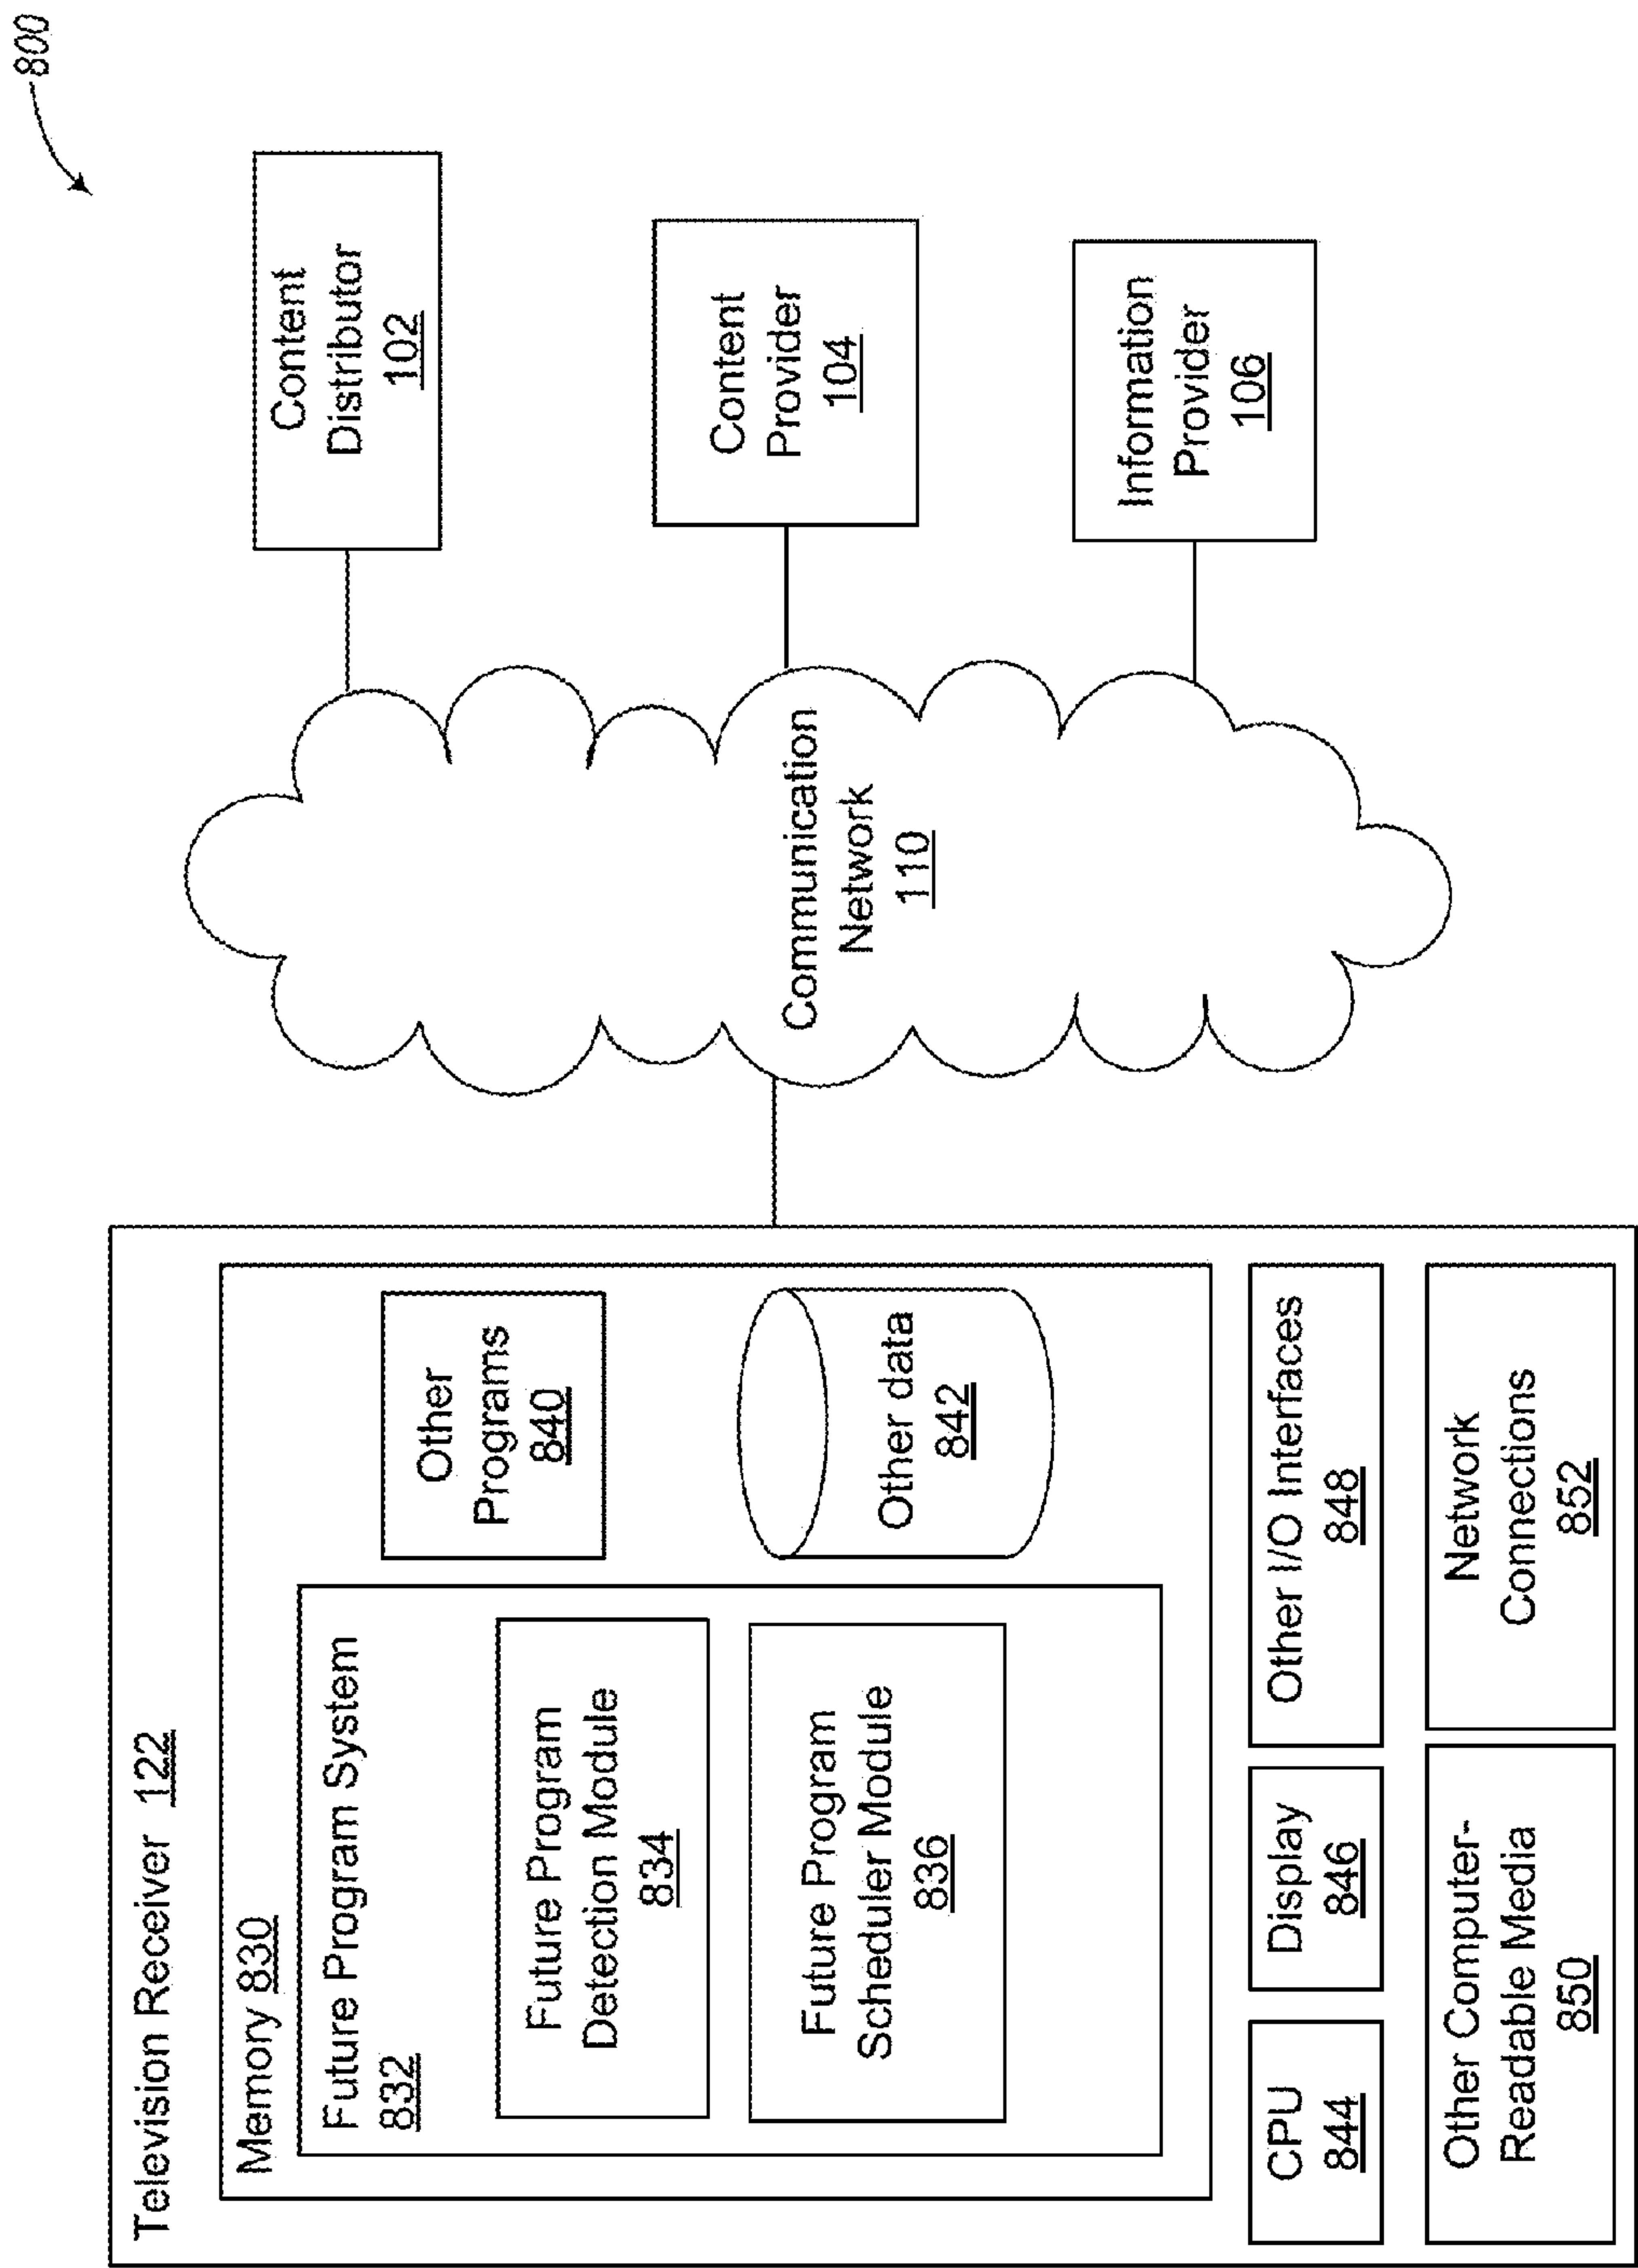 800
Television Receiver 122
Memory 830
Future Program System
832
Future Program
Detection Module
834
Future Program
Scheduler Module
836
Other
Programs
840
Other data
842
CPU
844
Display
846
Other I/O Interfaces
848
Other Computer-
Readable Media
850
Network
Connections
852
Communication
Network
110
Content
Distributor
102
Content
Provider
104
Information
Provider
106